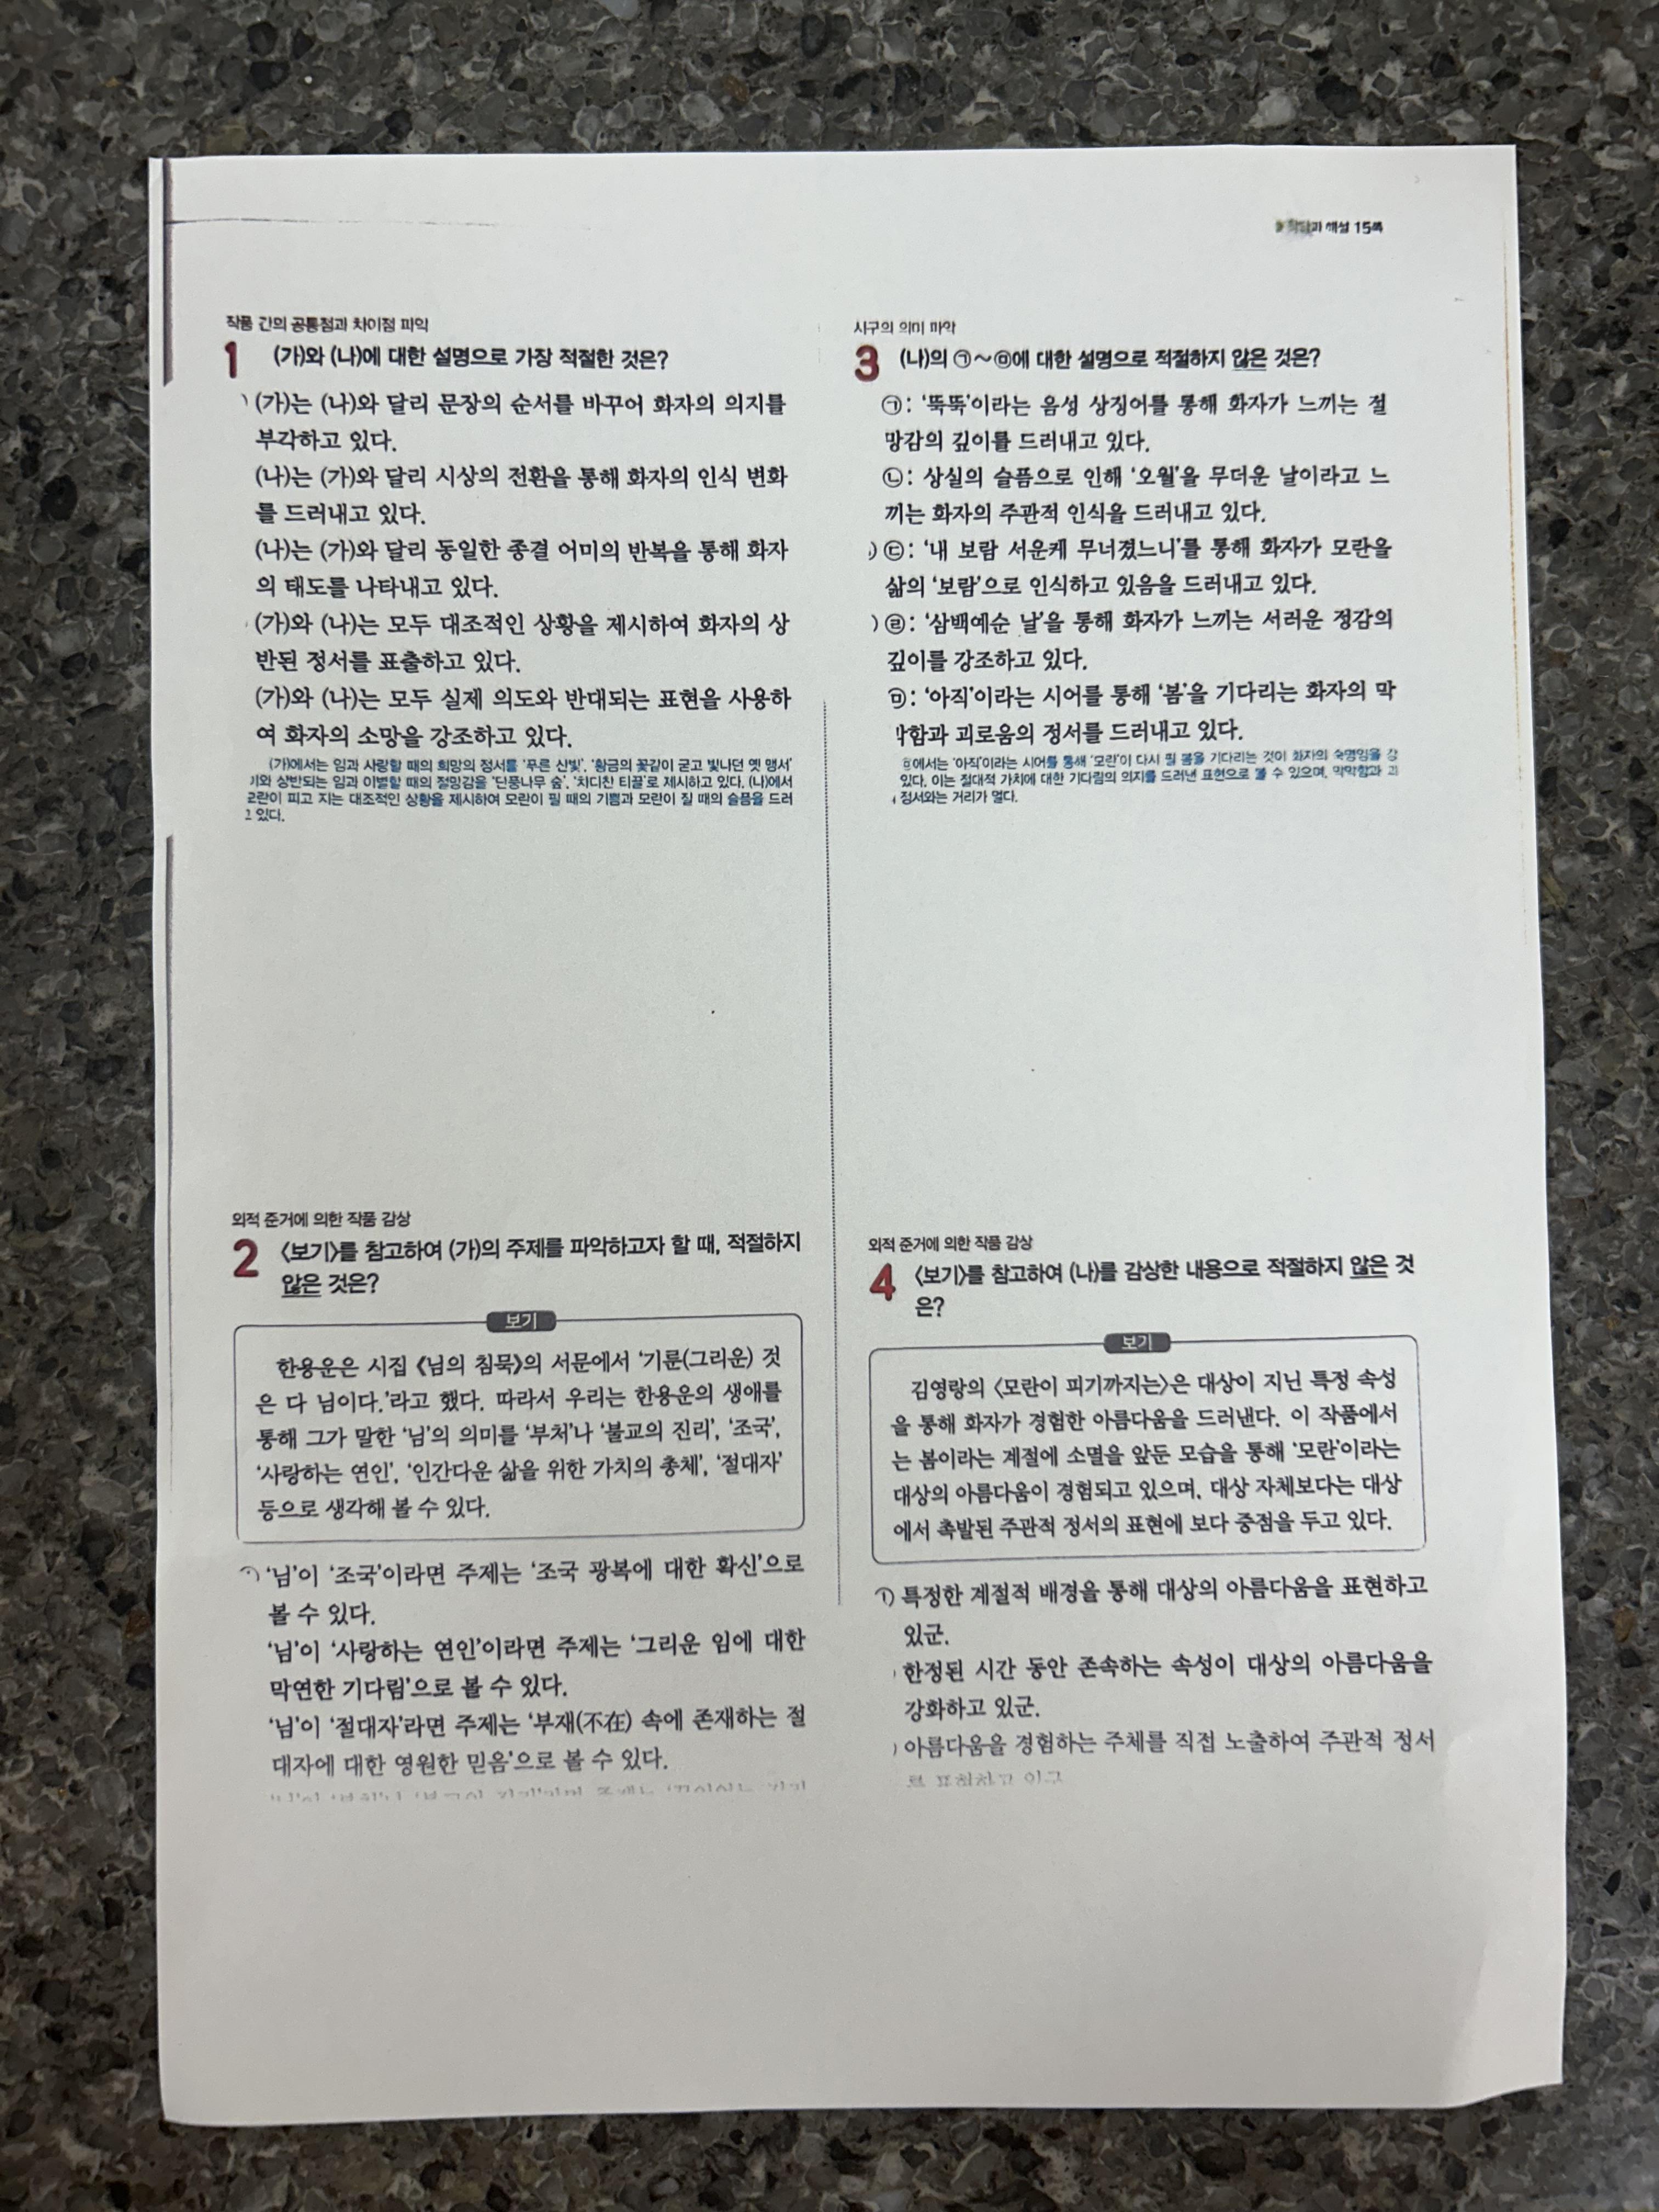 해설 15쪽
작품 간의 공통점과 차이점 파악
1 (가)와 (나)에 대한 설명으로 가장 적절한 것은?
(가)는 (나)와 달리 문장의 순서를 바꾸어 화자의 의지를
부각하고 있다.
(나)는 (가)와 달리 시상의 전환을 통해 화자의 인식 변화
를 드러내고 있다.
(나)는 (가)와 달리 동일한 종결 어미의 반복을 통해 화자
의 태도를 나타내고 있다.
(가)와 (나)는 모두 대조적인 상황을 제시하여 화자의 상
반된 정서를 표출하고 있다.
(가)와 (나)는 모두 실제 의도와 반대되는 표현을 사용하
여 화자의 소망을 강조하고 있다.
(가)에서는 임과 사랑할 때의 희망의 정서를 '푸른 산빛', '황금의 꽃같이 굳고 빛나던 옛 맹서'
와 상반되는 임과 이별할 때의 절망감을 '단풍나무 숲', '차디찬 티끌'로 제시하고 있다. (나)에서
모란이 피고 지는 대조적인 상황을 제시하여 모란이 필 때의 기쁨과 모란이 질 때의 슬픔을 드러
고 있다.
외적 준거에 의한 작품 감상
2 〈보기〉를 참고하여 (가)의 주제를 파악하고자 할 때, 적절하지
않은 것은?
보기
한용운은 시집 《님의 침묵》의 서문에서 '기룬(그리운) 것
은 다 님이다.'라고 했다. 따라서 우리는 한용운의 생애를
통해 그가 말한 '님'의 의미를 '부처'나 '불교의 진리', '조국',
'사랑하는 연인', '인간다운 삶을 위한 가치의 총체', '절대자'
등으로 생각해 볼 수 있다.
'님'이 '조국'이라면 주제는 '조국 광복에 대한 확신'으로
볼 수 있다.
'님'이 '사랑하는 연인'이라면 주제는 '그리운 임에 대한
막연한 기다림'으로 볼 수 있다.
'님'이 '절대자'라면 주제는 '부재(不在) 속에 존재하는 절
대자에 대한 영원한 믿음'으로 볼 수 있다.
시구의 의미 파악
3 (나)의 ㉠~㉤에 대한 설명으로 적절하지 않은 것은?
㉠: '뚝뚝'이라는 음성 상징어를 통해 화자가 느끼는 절
망감의 깊이를 드러내고 있다.
㉡: 상실의 슬픔으로 인해 '오월'을 무더운 날이라고 느
끼는 화자의 주관적 인식을 드러내고 있다.
㉢: '내 보람 서운케 무너졌느니'를 통해 화자가 모란을
삶의 '보람'으로 인식하고 있음을 드러내고 있다.
㉣: '삼백예순 날'을 통해 화자가 느끼는 서러운 정감의
깊이를 강조하고 있다.
㉤: '아직'이라는 시어를 통해 '봄'을 기다리는 화자의 막
막함과 괴로움의 정서를 드러내고 있다.
에서는 '아직'이라는 시어를 통해 '모란'이 다시 필 봄을 기다리는 것이 화자의 숙명임을 강
있다. 이는 절대적 가치에 대한 기다림의 의지를 드러낸 표현으로 볼 수 있으며, 막막함과 괴
정서와는 거리가 멀다.
외적 준거에 의한 작품 감상
4 〈보기〉를 참고하여 (나)를 감상한 내용으로 적절하지 않은 것
은?
보기
김영랑의 〈모란이 피기까지는〉은 대상이 지닌 특정 속성
을 통해 화자가 경험한 아름다움을 드러낸다. 이 작품에서
는 봄이라는 계절에 소멸을 앞둔 모습을 통해 '모란'이라는
대상의 아름다움이 경험되고 있으며, 대상 자체보다는 대상
에서 촉발된 주관적 정서의 표현에 보다 중점을 두고 있다.
① 특정한 계절적 배경을 통해 대상의 아름다움을 표현하고
있군.
한정된 시간 동안 존속하는 속성이 대상의 아름다움을
강화하고 있군.
아름다움을 경험하는 주체를 직접 노출하여 주관적 정서